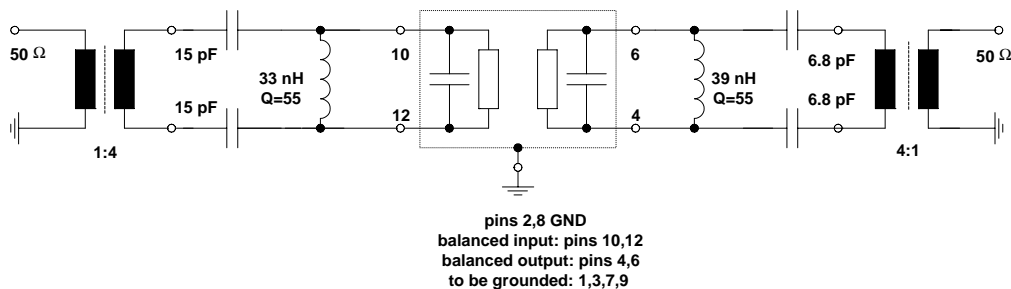 50 Ω
15 pF
15 pF
1:4
33 nH
Q=55
10
12
6
4
39 nH
Q=55
6.8 pF
6.8 pF
50 Ω
4:1
pins 2,8 GND
balanced input: pins 10,12
balanced output: pins 4,6
to be grounded: 1,3,7,9